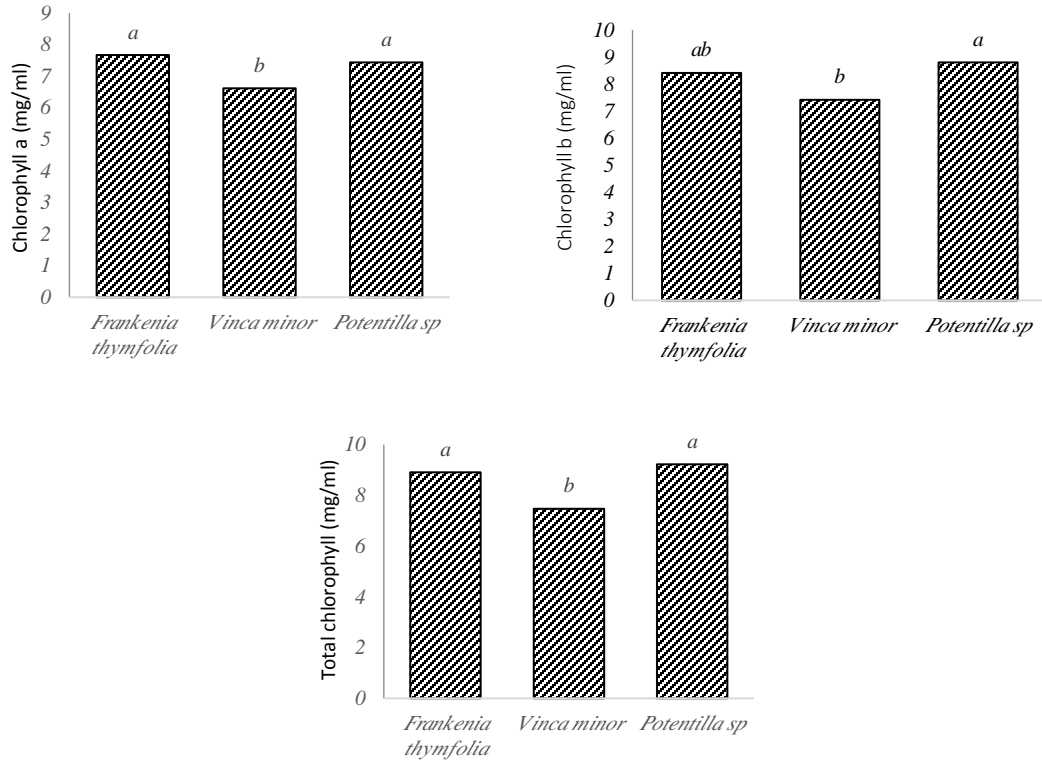 Chlorophyll a (mg/ml)
9
8
7
6
5
4
3
2
1
0
a
b
a
Frankenia
thymfolia
Vinca minor
Potentilla sp
Chlorophyll b (mg/ml)
10
9
8
7
6
5
4
3
2
1
0
ab
b
a
Frankenia
thymfolia
Vinca minor
Potentilla sp
Total chlorophyll (mg/ml)
10
8
6
4
2
0
a
b
a
Frankenia
thymfolia
Vinca minor
Potentilla sp